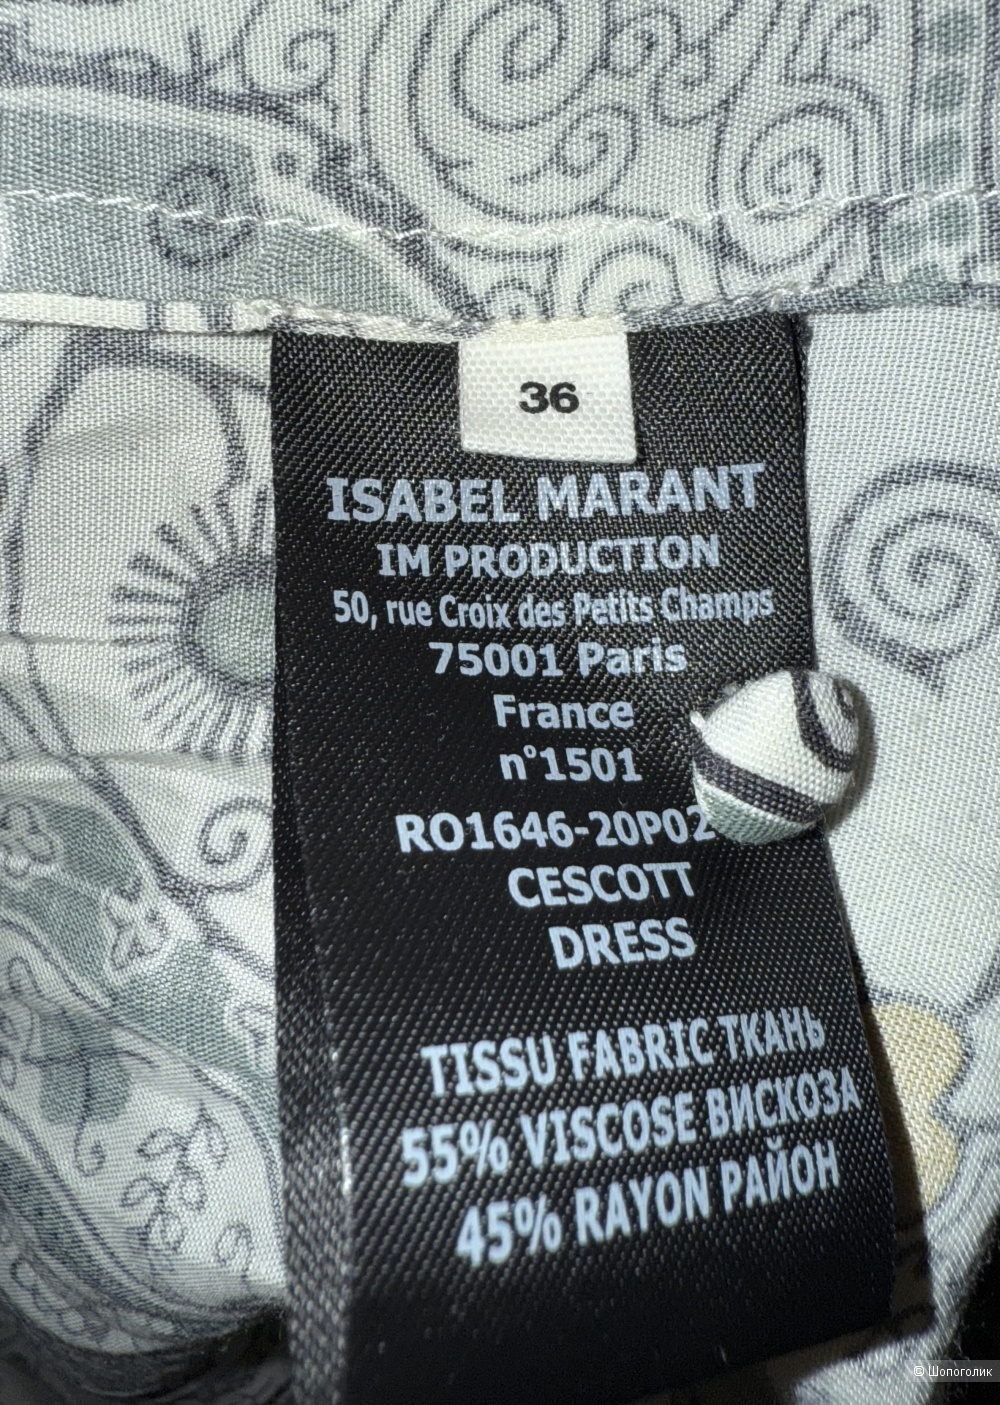 36
ISABEL MARANT
IM PRODUCTION
50, rue Croix des Petits Champs
75001 Paris
France
n°1501
RO1646-20P02
CESCOTT
DRESS
TISSU FABRIC ТКАНЬ
55% VISCOSE ВИСКОЗА
45% RAYON РАЙОН
© Шопоголик